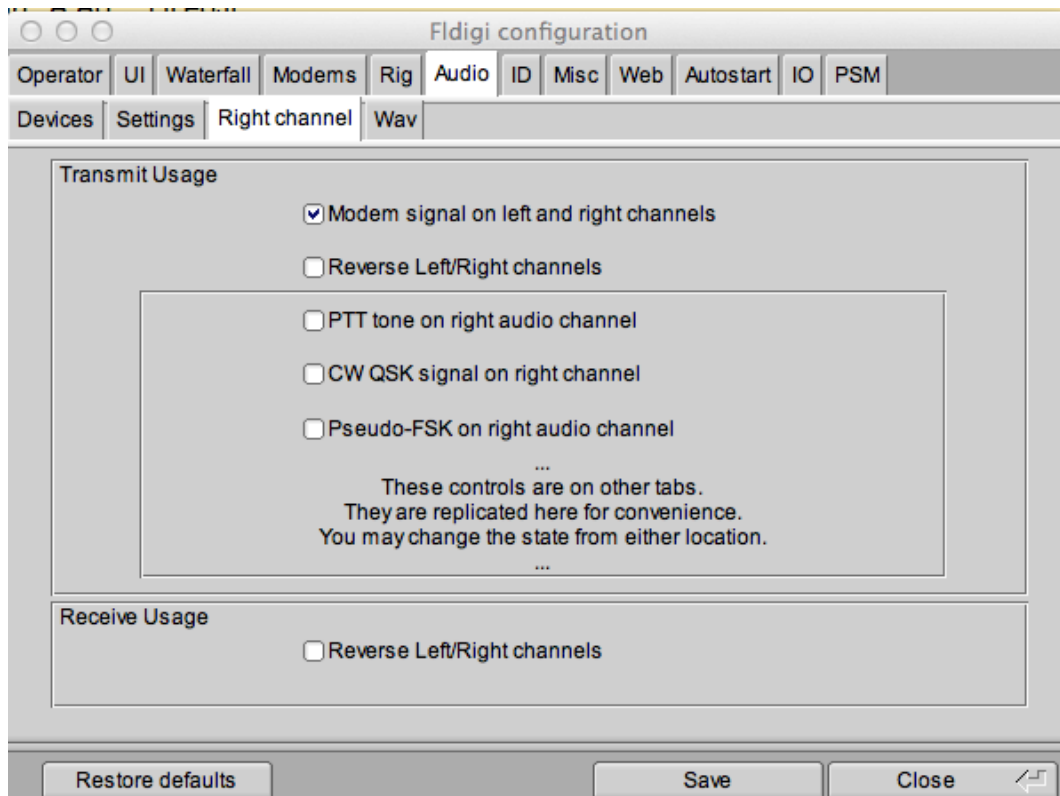 Fldigi configuration
Operator UI Waterfall Modems Rig Audio ID Misc Web Autostart IO PSM
Devices Settings Right channel Wav
Transmit Usage
Modem signal on left and right channels
Reverse Left/Right channels
PTT tone on right audio channel
CW QSK signal on right channel
Pseudo-FSK on right audio channel
...
These controls are on other tabs.
They are replicated here for convenience.
You may change the state from either location.
...
Receive Usage
Reverse Left/Right channels
Restore defaults Save Close